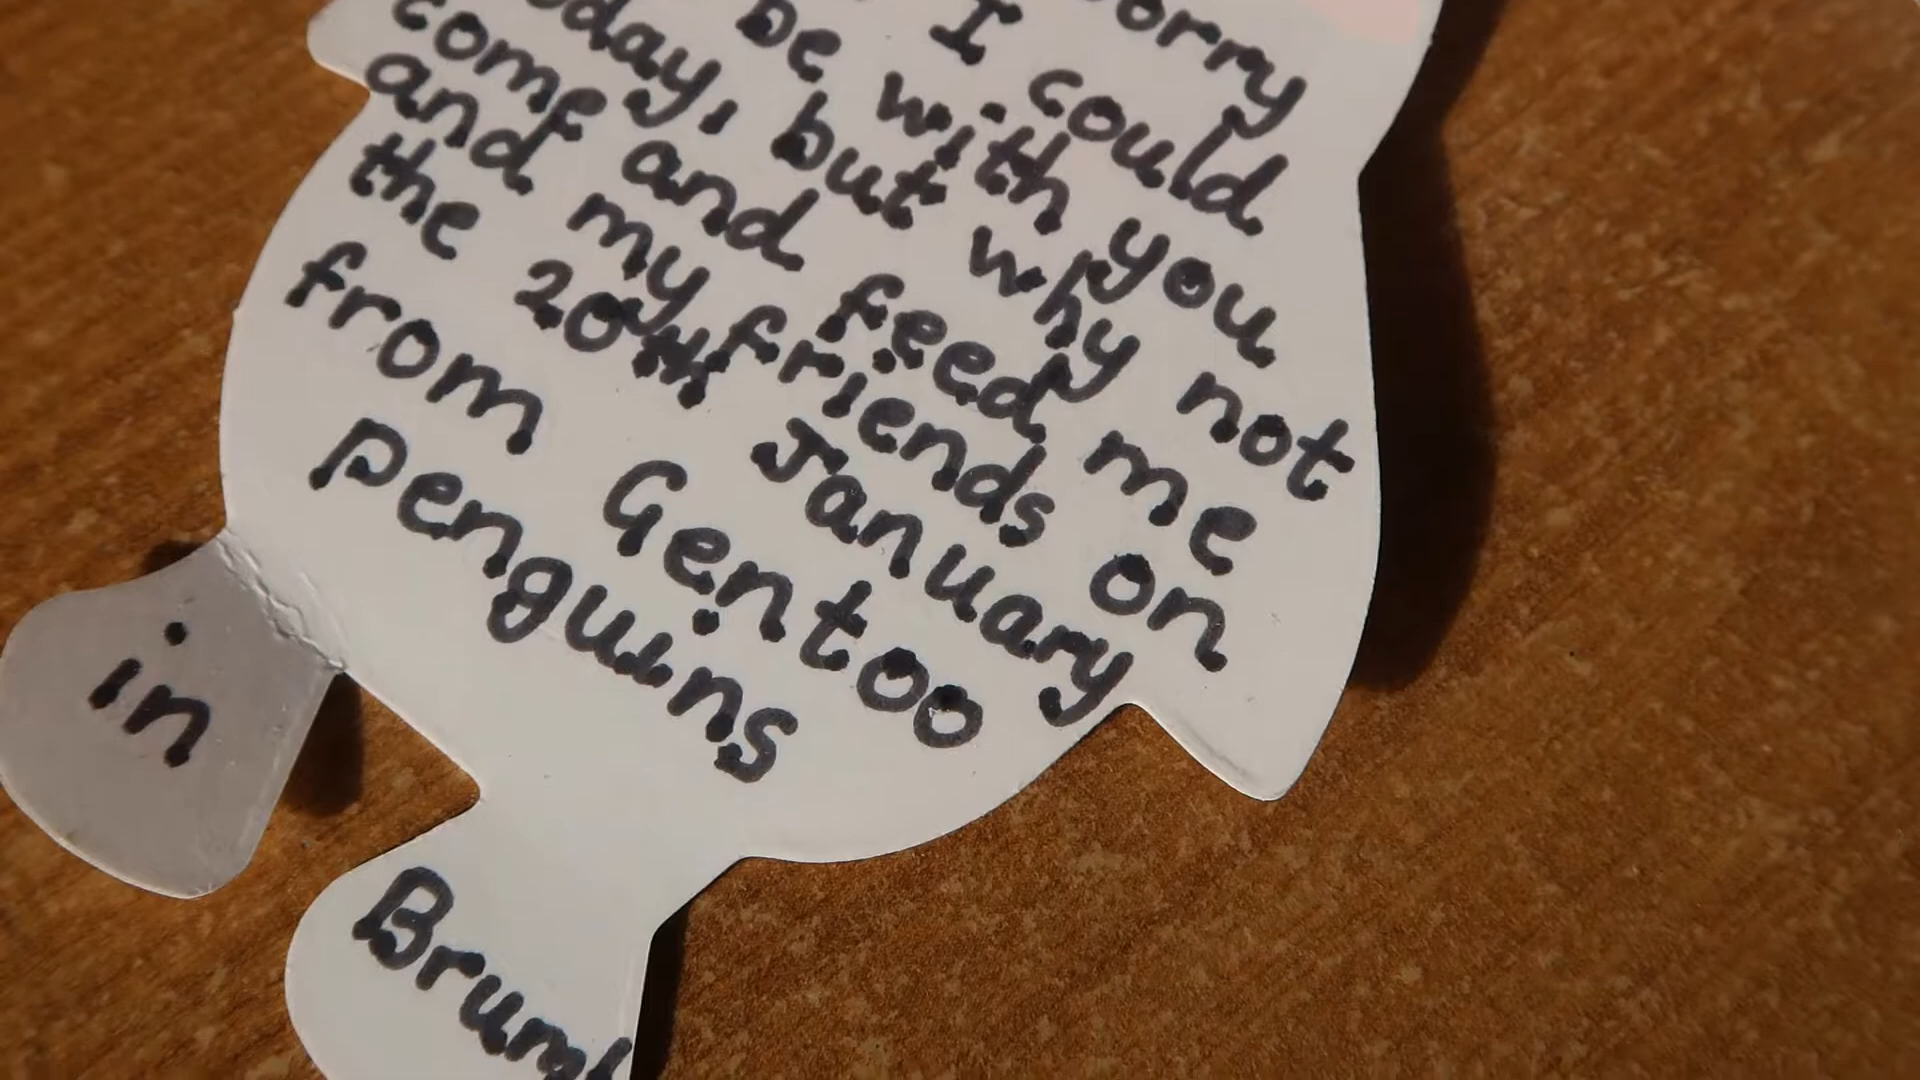 sorry
I could
be with you
today, but why not
come and feed me
and my friends on
the 20th January
from Gentoo
penguins
in